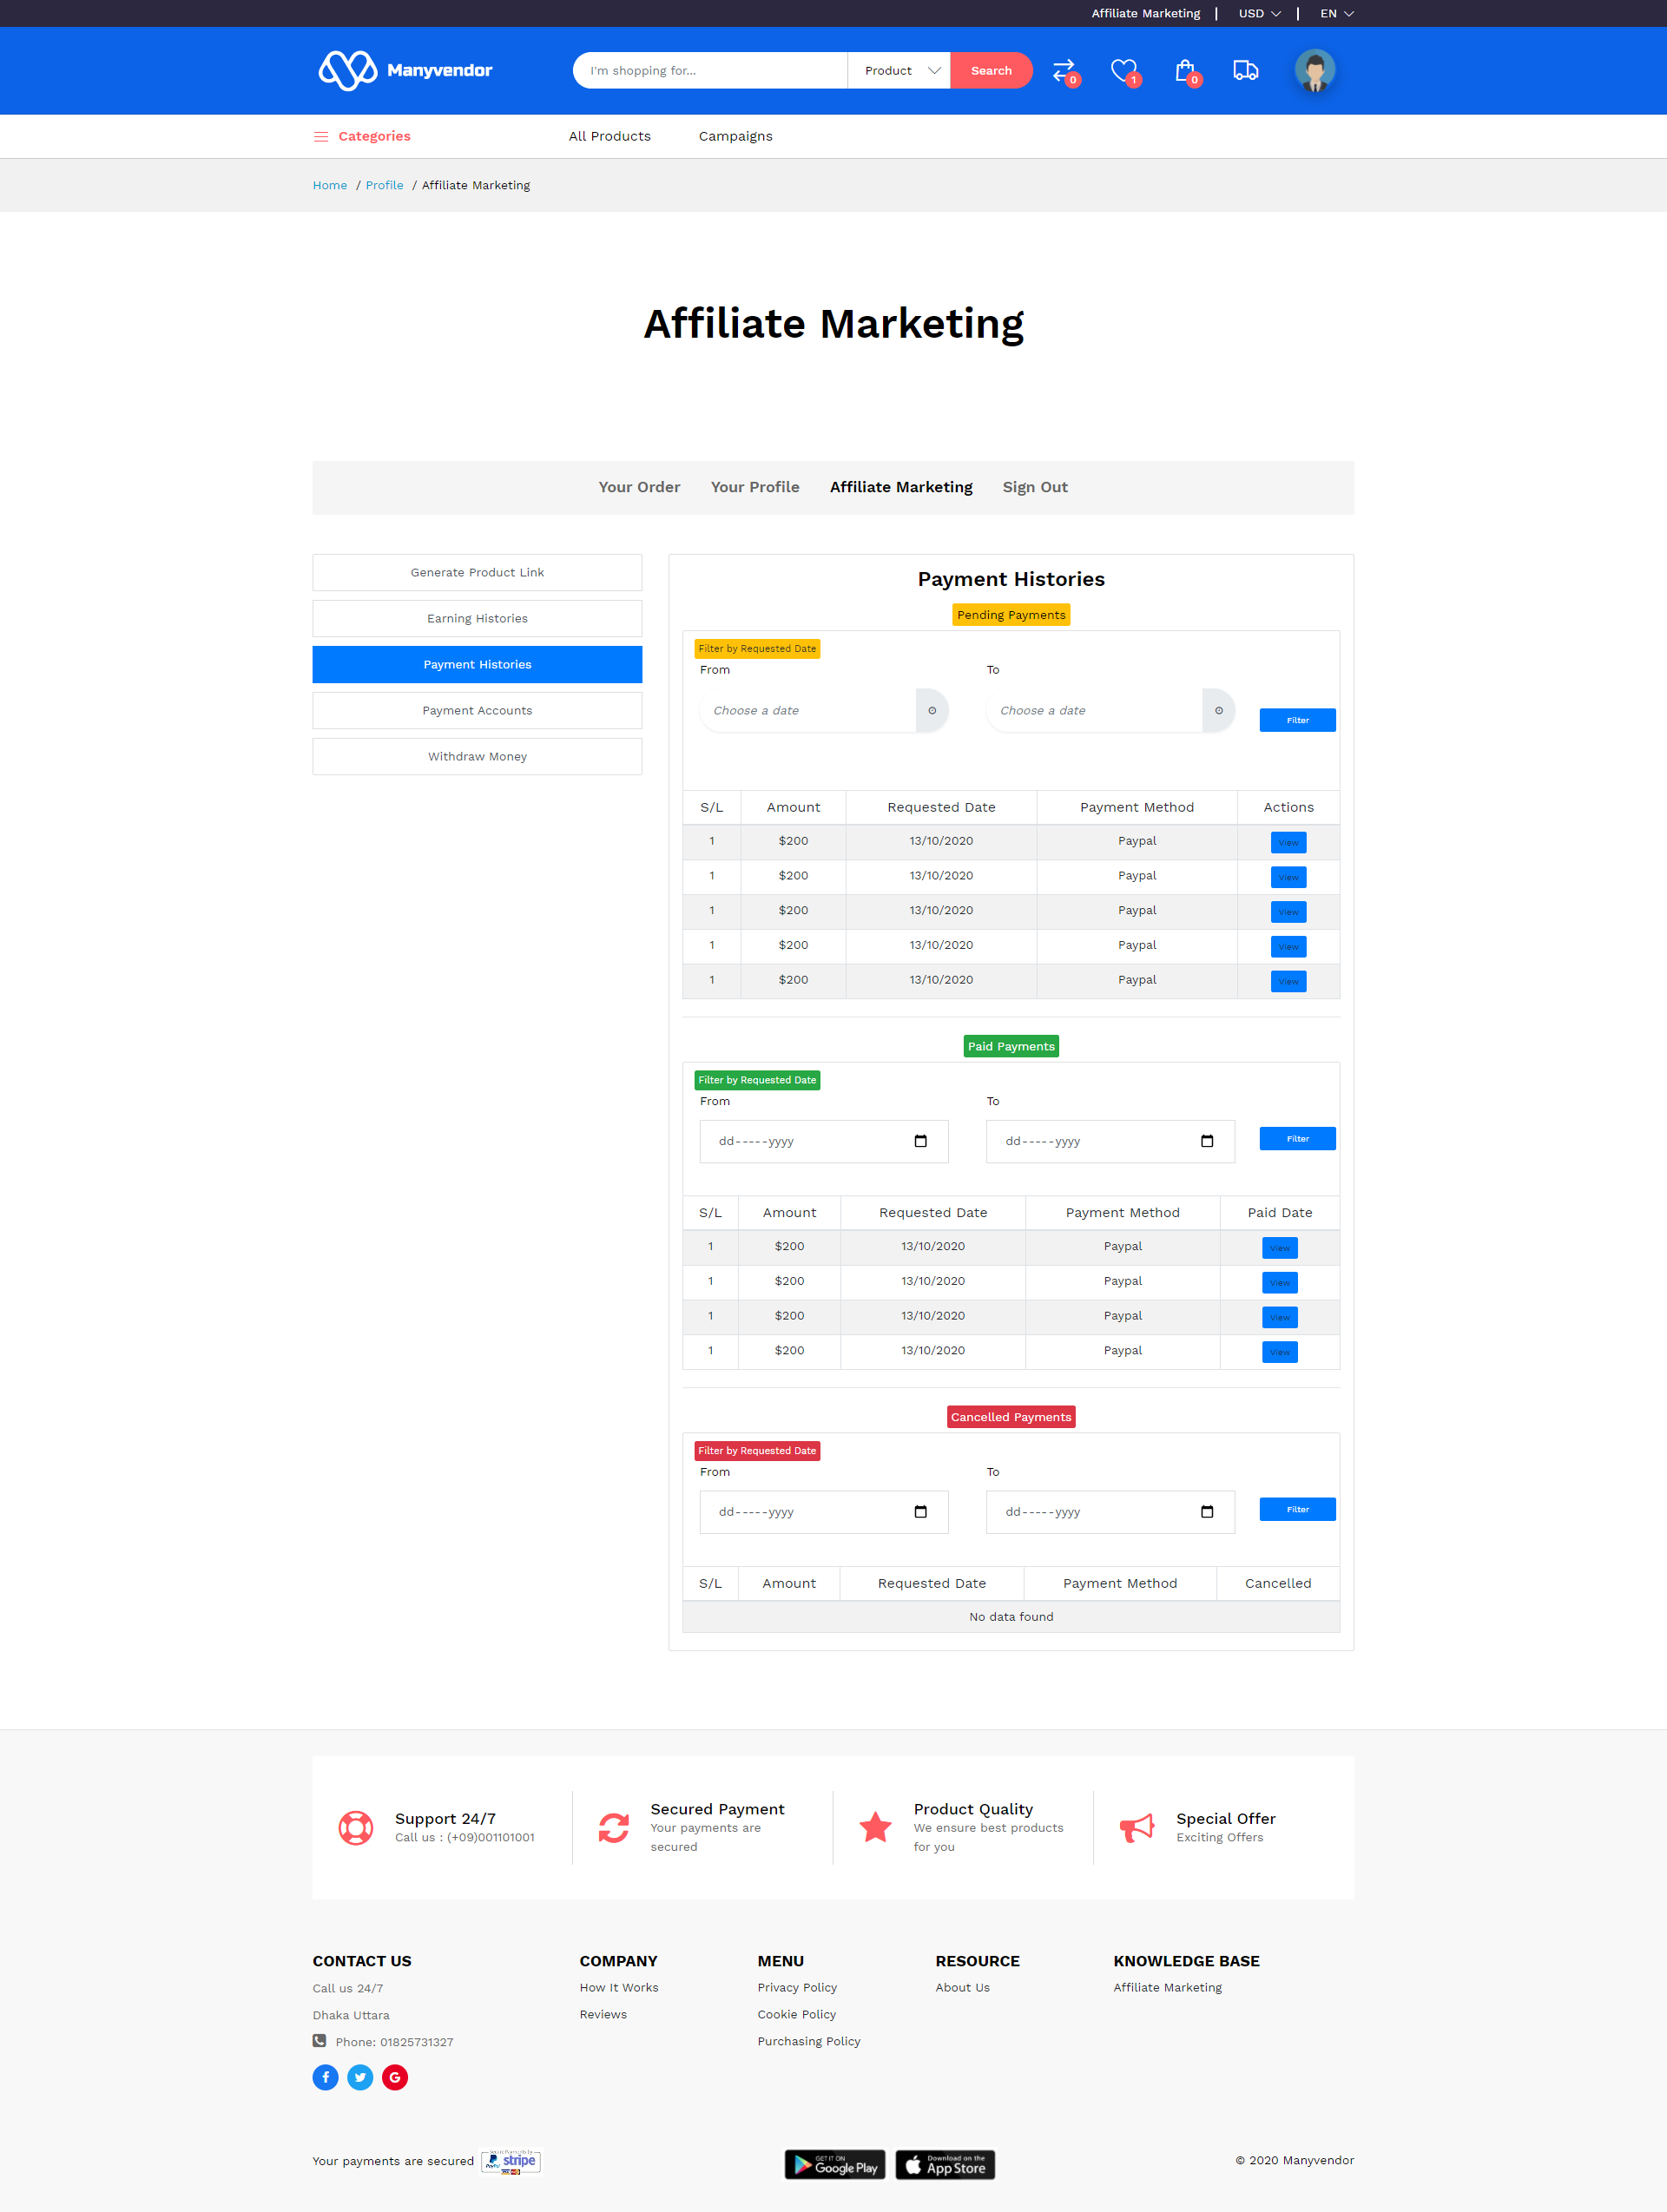 Affiliate Marketing | USD | EN
Manyvendor
I'm shopping for...
Product
Search
0
1
0
Categories
All Products
Campaigns
Home / Profile / Affiliate Marketing
Affiliate Marketing
Your Order
Your Profile
Affiliate Marketing
Sign Out
Generate Product Link
Earning Histories
Payment Histories
Payment Accounts
Withdraw Money
Payment Histories
Pending Payments
Filter by Requested Date
From To
Choose a date Choose a date Filter
S/L Amount Requested Date Payment Method Actions
1 $200 13/10/2020 Paypal View
1 $200 13/10/2020 Paypal View
1 $200 13/10/2020 Paypal View
1 $200 13/10/2020 Paypal View
1 $200 13/10/2020 Paypal View
Paid Payments
Filter by Requested Date
From To
dd-----yyyy dd-----yyyy Filter
S/L Amount Requested Date Payment Method Paid Date
1 $200 13/10/2020 Paypal View
1 $200 13/10/2020 Paypal View
1 $200 13/10/2020 Paypal View
1 $200 13/10/2020 Paypal View
Cancelled Payments
Filter by Requested Date
From To
dd-----yyyy dd-----yyyy Filter
S/L Amount Requested Date Payment Method Cancelled
No data found
Support 24/7
Call us : (+09)001101001
Secured Payment
Your payments are
secured
Product Quality
We ensure best products
for you
Special Offer
Exciting Offers
CONTACT US
Call us 24/7
Dhaka Uttara
Phone: 01825731327
COMPANY
How It Works
Reviews
MENU
Privacy Policy
Cookie Policy
Purchasing Policy
RESOURCE
About Us
KNOWLEDGE BASE
Affiliate Marketing
Your payments are secured
PayPal stripe
GET IT ON
Google Play
Download on the
App Store
© 2020 Manyvendor